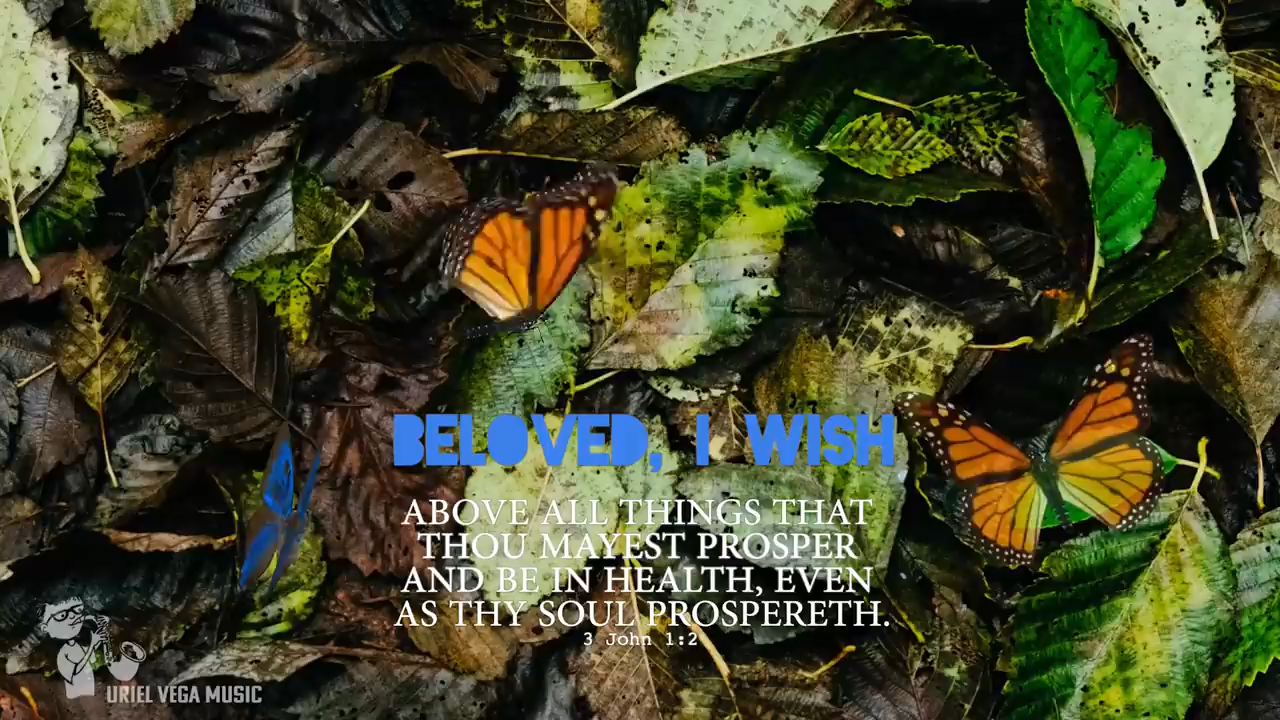 BELOVED, I WISH
ABOVE ALL THINGS THAT
THOU MAYEST PROSPER
AND BE IN HEALTH, EVEN
AS THY SOUL PROSPERETH.
3 John 1:2
URIEL VEGA MUSIC